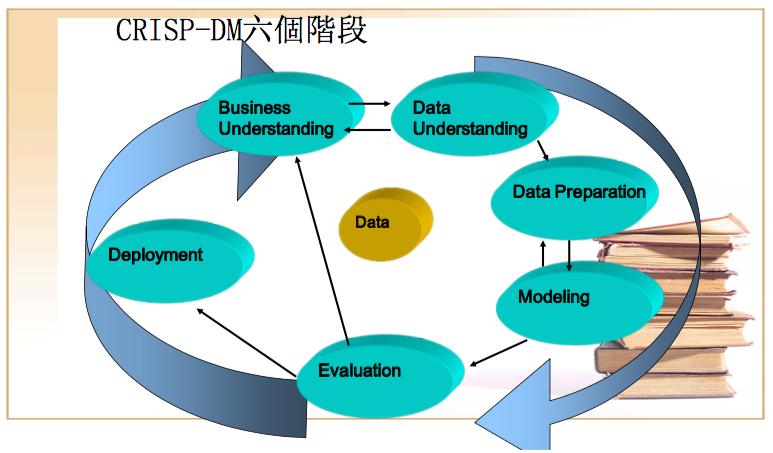 CRISP-DM六個階段
Business
Understanding
Data
Understanding
Data Preparation
Data
Deployment
Modeling
Evaluation